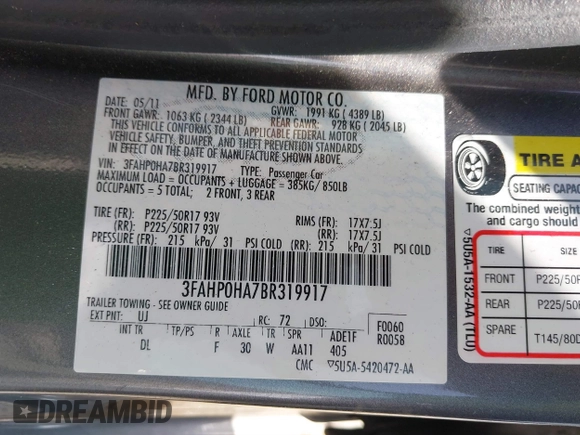 MFD. BY FORD MOTOR CO.
DATE: 05/11 GVWR: 1991 KG ( 4389 LB)
FRONT GAWR: 1063 KG ( 2344 LB) REAR GAWR: 928 KG ( 2045 LB)
THIS VEHICLE CONFORMS TO ALL APPLICABLE FEDERAL MOTOR
VEHICLE SAFETY, BUMPER, AND THEFT PREVENTION STANDARDS
IN EFFECT ON THE DATE OF MANUFACTURE SHOWN ABOVE.
VIN: 3FAHP0HA7BR319917 TYPE: Passenger Car
MAXIMUM LOAD = OCCUPANTS + LUGGAGE = 385KG/ 850LB
OCCUPANTS = 5 TOTAL; 2 FRONT, 3 REAR
TIRE (FR): P225/50R17 93V RIMS (FR): 17X7.5J
(RR): P225/50R17 93V (RR): 17X7.5J
PRESSURE (FR): 215 kPa/ 31 PSI COLD (RR): 215 kPa/ 31 PSI COLD
3FAHP0HA7BR319917
TRAILER TOWING - SEE OWNER GUIDE
EXT PNT: UJ RC: 72 DSO: F0060
INT TR TP/PS R AXLE TR SPR ADE1F R0058
DL F 30 W AA11 405
CMC ▽5U5A-5420472-AA
TIRE A
SEATING CAPAC
The combined weight
and cargo should
TIRE SIZE
FRONT P225/50R
REAR P225/50
SPARE T145/80D
▽5U5A-1532-AA (TLU)
DREAMBID